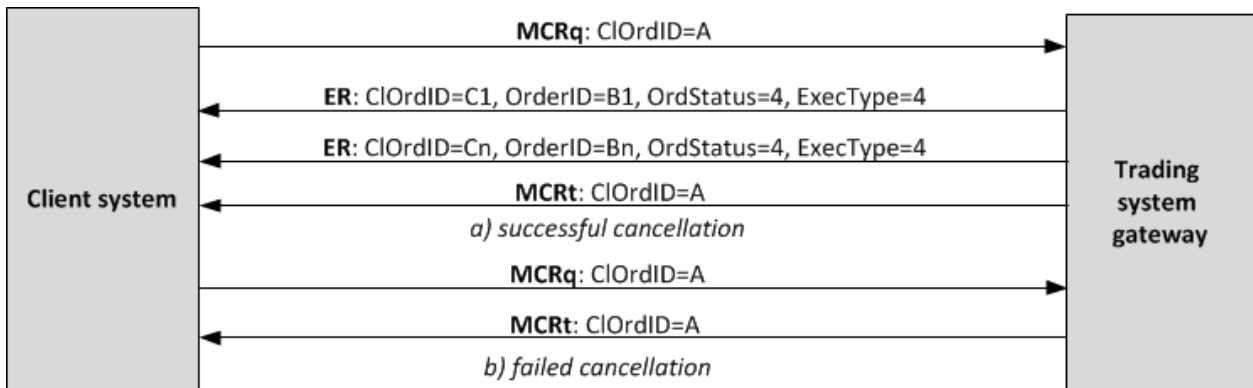 MCRq: ClOrdID=A
ER: ClOrdID=C1, OrderID=B1, OrdStatus=4, ExecType=4
ER: ClOrdID=Cn, OrderID=Bn, OrdStatus=4, ExecType=4
Client system
Trading
system
gateway
MCRt: ClOrdID=A
a) successful cancellation
MCRq: ClOrdID=A
MCRt: ClOrdID=A
b) failed cancellation